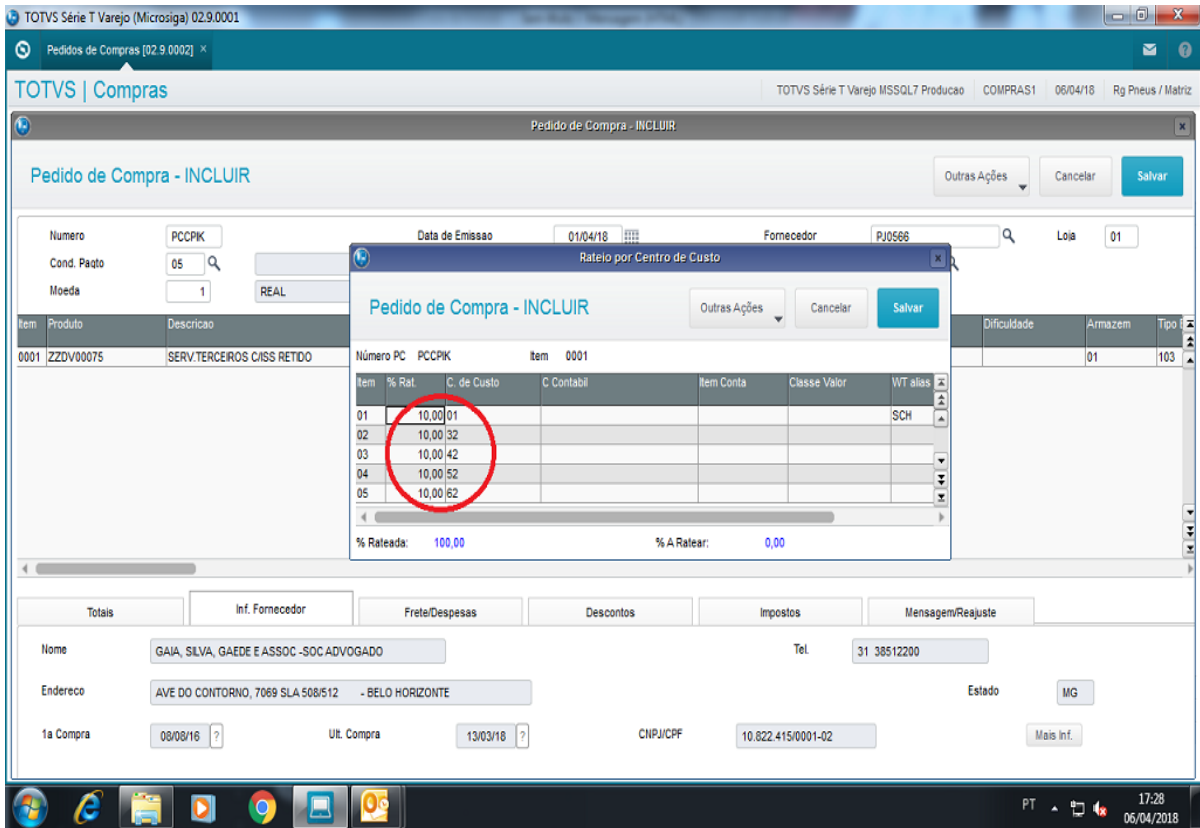 TOTVS Série T Varejo (Microsiga) 02.9.0001
Pedidos de Compras [02.9.0002] ×
TOTVS | Compras
TOTVS Série T Varejo MSSQL7 Producao COMPRAS1 06/04/18 Rg Pneus / Matriz
Pedido de Compra - INCLUIR
Pedido de Compra - INCLUIR
Outras Ações Cancelar Salvar
Numero PCCPIK Data de Emissao 01/04/18 Fornecedor PJ0566 Loja 01
Cond. Pagto 05
Moeda 1 REAL
Item Produto Descricao Dificuldade Armazem Tipo
0001 ZZDV00075 SERV.TERCEIROS C/ISS RETIDO 01 103
Rateio por Centro de Custo
Pedido de Compra - INCLUIR
Outras Ações Cancelar Salvar
Número PC PCCPIK Item 0001
Item % Rat. C. de Custo C Contabil Item Conta Classe Valor WT alias
01 10,00 01 SCH
02 10,00 32
03 10,00 42
04 10,00 52
05 10,00 62
% Rateada: 100,00 % A Ratear: 0,00
Totais Inf. Fornecedor Frete/Despesas Descontos Impostos Mensagem/Reajuste
Nome GAIA, SILVA, GAEDE E ASSOC -SOC ADVOGADO Tel. 31 38512200
Endereco AVE DO CONTORNO, 7069 SLA 508/512 - BELO HORIZONTE Estado MG
1a Compra 08/08/16 ? Ult. Compra 13/03/18 ? CNPJ/CPF 10.822.415/0001-02 Mais Inf.
PT 17:28
06/04/2018